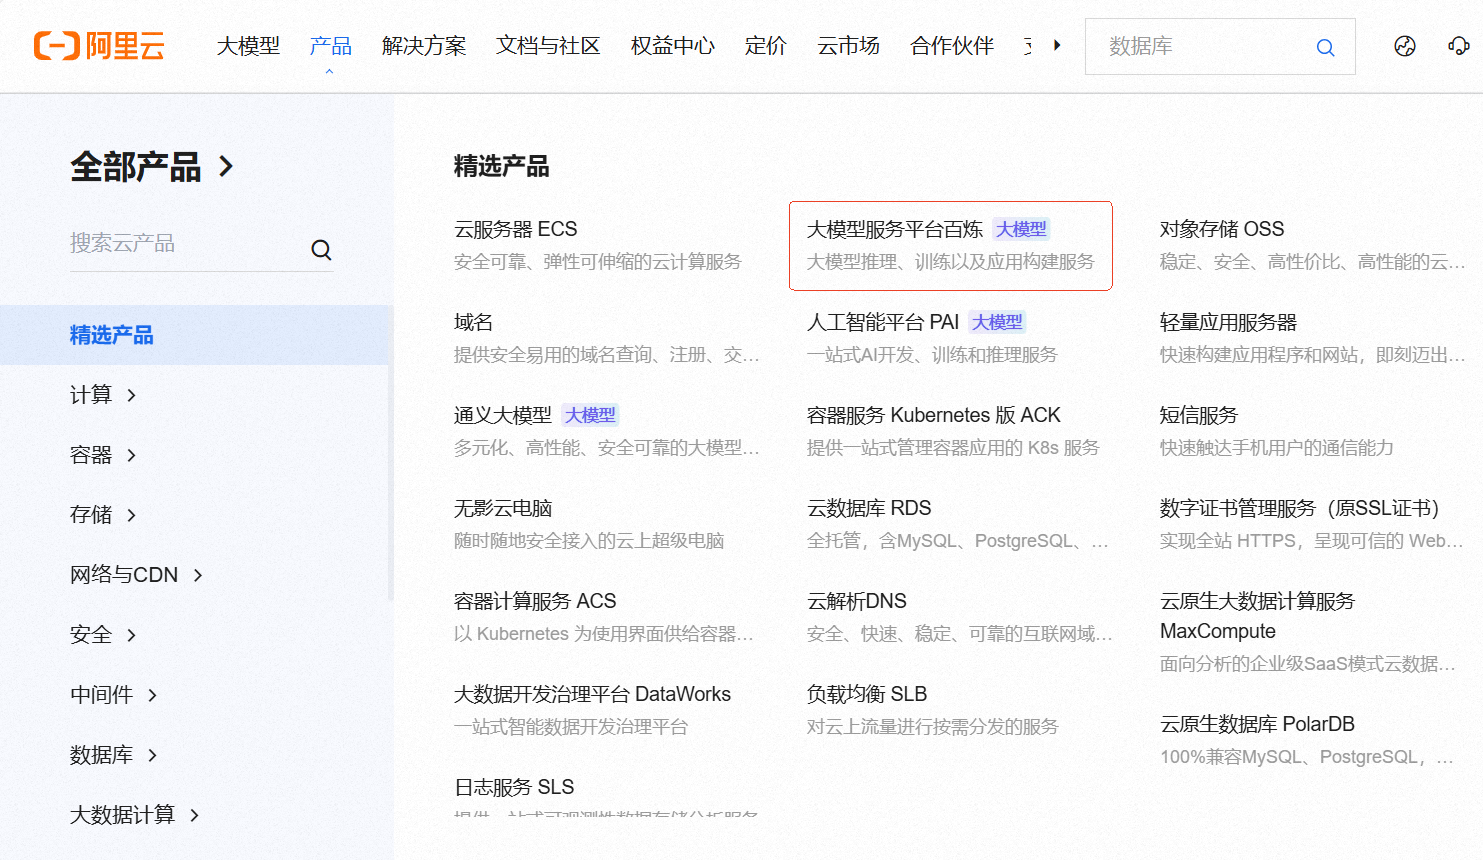 阿里云
大模型 产品 解决方案 文档与社区 权益中心 定价 云市场 合作伙伴
数据库
全部产品
搜索云产品
精选产品
计算
容器
存储
网络与CDN
安全
中间件
数据库
大数据计算
精选产品
云服务器 ECS
安全可靠、弹性可伸缩的云计算服务
域名
提供安全易用的域名查询、注册、交...
通义大模型 大模型
多元化、高性能、安全可靠的大模型...
无影云电脑
随时随地安全接入的云上超级电脑
容器计算服务 ACS
以 Kubernetes 为使用界面供给容器...
大数据开发治理平台 DataWorks
一站式智能数据开发治理平台
日志服务 SLS
大模型服务平台百炼 大模型
大模型推理、训练以及应用构建服务
人工智能平台 PAI 大模型
一站式AI开发、训练和推理服务
容器服务 Kubernetes 版 ACK
提供一站式管理容器应用的 K8s 服务
云数据库 RDS
全托管，含MySQL、PostgreSQL、...
云解析DNS
安全、快速、稳定、可靠的互联网域...
负载均衡 SLB
对云上流量进行按需分发的服务
对象存储 OSS
稳定、安全、高性价比、高性能的云...
轻量应用服务器
快速构建应用程序和网站，即刻迈出...
短信服务
快速触达手机用户的通信能力
数字证书管理服务（原SSL证书）
实现全站 HTTPS，呈现可信的 Web...
云原生大数据计算服务
MaxCompute
面向分析的企业级SaaS模式云数据...
云原生数据库 PolarDB
100%兼容MySQL、PostgreSQL，...